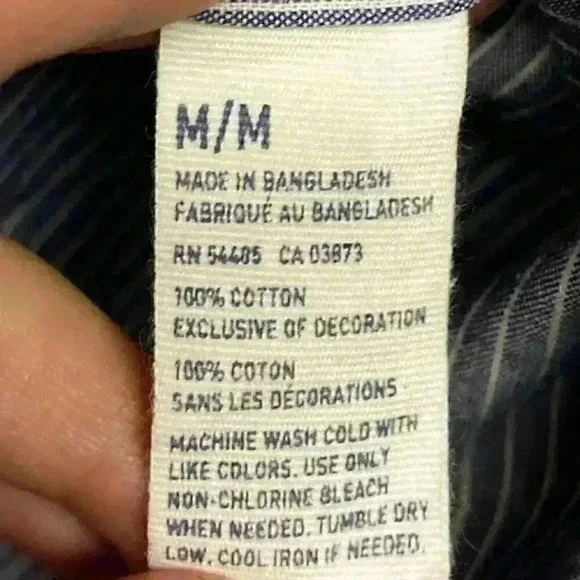 M/M
MADE IN BANGLADESH
FABRIQUÉ AU BANGLADESH
RN 54485 CA 03873
100% COTTON
EXCLUSIVE OF DECORATION
100% COTON
SANS LES DÉCORATIONS
MACHINE WASH COLD WITH
LIKE COLORS. USE ONLY
NON-CHLORINE BLEACH
WHEN NEEDED. TUMBLE DRY
LOW. COOL IRON IF NEEDED.